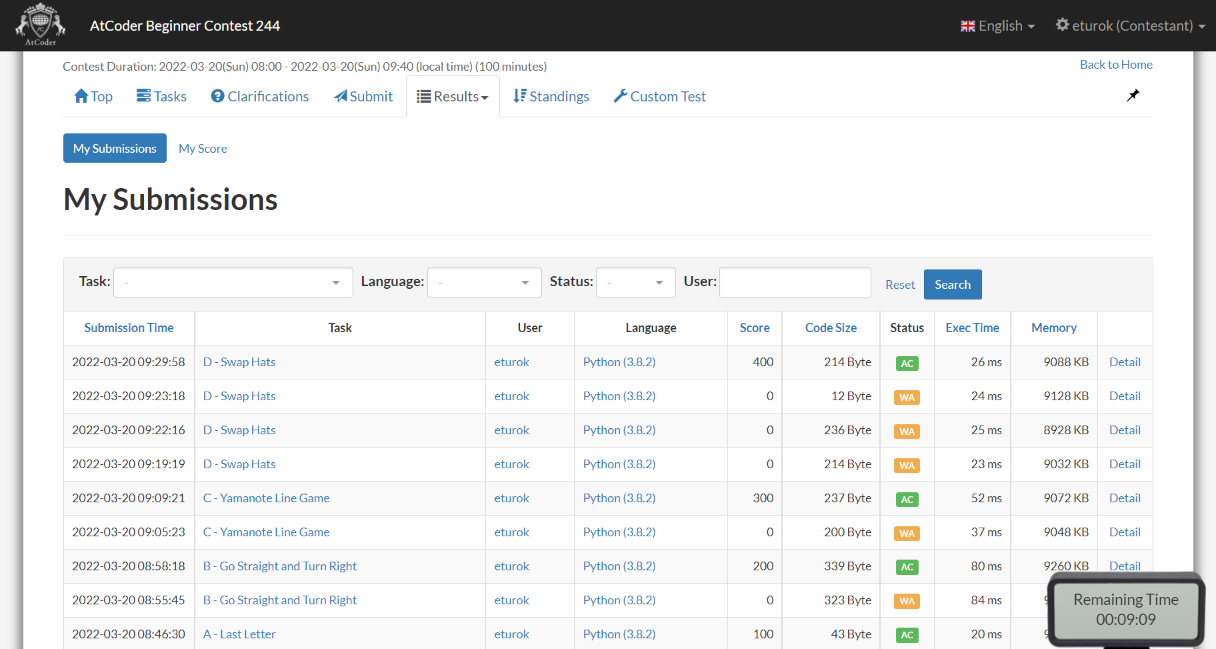 AtCoder
AtCoder Beginner Contest 244
English
eturok (Contestant)
Contest Duration: 2022-03-20(Sun) 08:00 - 2022-03-20(Sun) 09:40 (local time) (100 minutes)
Back to Home
Top Tasks Clarifications Submit Results Standings Custom Test
My Submissions My Score
My Submissions
Task: - Language: - Status: - User: Reset Search
Submission Time Task User Language Score Code Size Status Exec Time Memory
2022-03-20 09:29:58 D - Swap Hats eturok Python (3.8.2) 400 214 Byte AC 26 ms 9088 KB Detail
2022-03-20 09:23:18 D - Swap Hats eturok Python (3.8.2) 0 12 Byte WA 24 ms 9128 KB Detail
2022-03-20 09:22:16 D - Swap Hats eturok Python (3.8.2) 0 236 Byte WA 25 ms 8928 KB Detail
2022-03-20 09:19:19 D - Swap Hats eturok Python (3.8.2) 0 214 Byte WA 23 ms 9032 KB Detail
2022-03-20 09:09:21 C - Yamanote Line Game eturok Python (3.8.2) 300 237 Byte AC 52 ms 9072 KB Detail
2022-03-20 09:05:23 C - Yamanote Line Game eturok Python (3.8.2) 0 200 Byte WA 37 ms 9048 KB Detail
2022-03-20 08:58:18 B - Go Straight and Turn Right eturok Python (3.8.2) 200 339 Byte AC 80 ms 9260 KB Detail
2022-03-20 08:55:45 B - Go Straight and Turn Right eturok Python (3.8.2) 0 323 Byte WA 84 ms
2022-03-20 08:46:30 A - Last Letter eturok Python (3.8.2) 100 43 Byte AC 20 ms
Remaining Time
00:09:09